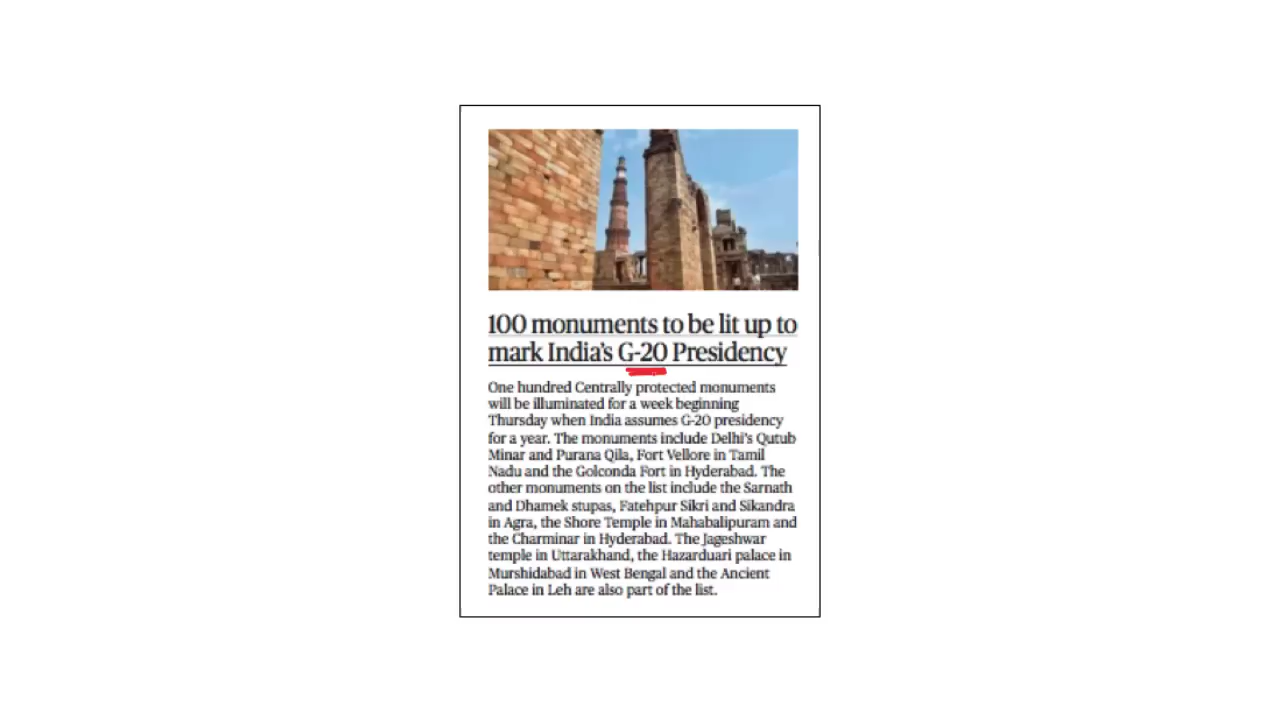 100 monuments to be lit up to
mark India's G-20 Presidency
One hundred Centrally protected monuments
will be illuminated for a week beginning
Thursday when India assumes G-20 presidency
for a year. The monuments include Delhi's Qutub
Minar and Purana Qila, Fort Vellore in Tamil
Nadu and the Golconda Fort in Hyderabad. The
other monuments on the list include the Sarnath
and Dhamek stupas, Fatehpur Sikri and Sikandra
in Agra, the Shore Temple in Mahabalipuram and
the Charminar in Hyderabad. The Jageshwar
temple in Uttarakhand, the Hazarduari palace in
Murshidabad in West Bengal and the Ancient
Palace in Leh are also part of the list.